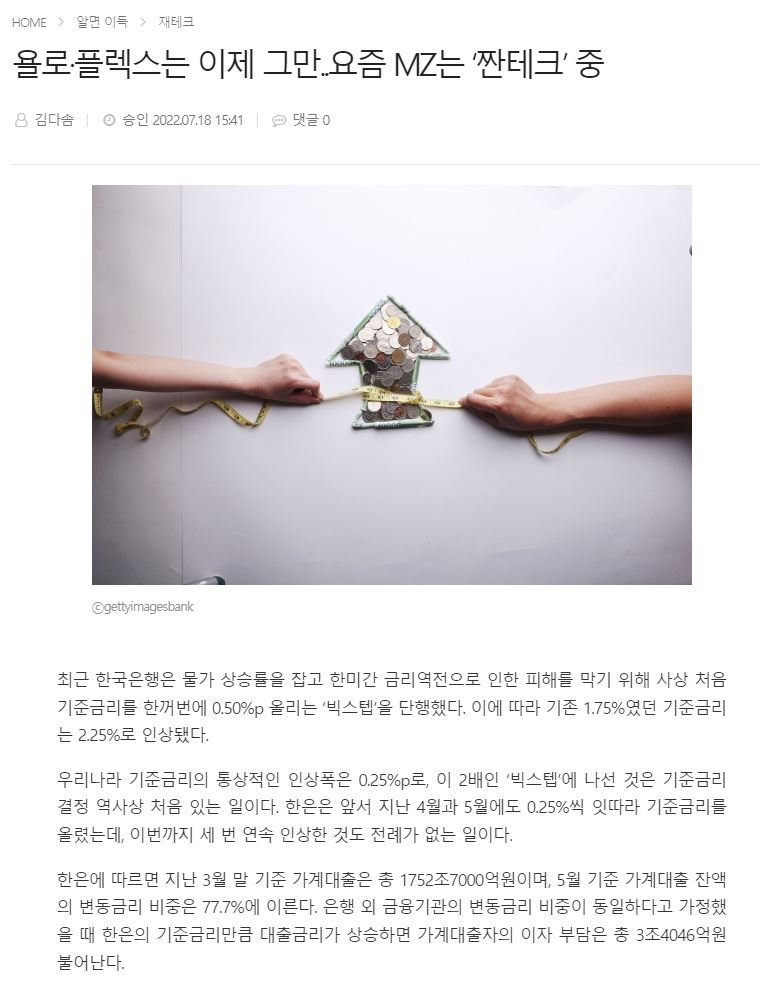 HOME > 알면 이득 > 재테크
욜로·플렉스는 이제 그만..요즘 MZ는 ‘짠테크’ 중
김다솜 | 승인 2022.07.18 15:41 | 댓글 0
ⓒgettyimagesbank
최근 한국은행은 물가 상승률을 잡고 한미간 금리역전으로 인한 피해를 막기 위해 사상 처음
기준금리를 한꺼번에 0.50%p 올리는 ‘빅스텝’을 단행했다. 이에 따라 기존 1.75%였던 기준금리
는 2.25%로 인상됐다.
우리나라 기준금리의 통상적인 인상폭은 0.25%p로, 이 2배인 ‘빅스텝’에 나선 것은 기준금리
결정 역사상 처음 있는 일이다. 한은은 앞서 지난 4월과 5월에도 0.25%씩 잇따라 기준금리를
올렸는데, 이번까지 세 번 연속 인상한 것도 전례가 없는 일이다.
한은에 따르면 지난 3월 말 기준 가계대출은 총 1752조7000억원이며, 5월 기준 가계대출 잔액
의 변동금리 비중은 77.7%에 이른다. 은행 외 금융기관의 변동금리 비중이 동일하다고 가정했
을 때 한은의 기준금리만큼 대출금리가 상승하면 가계대출자의 이자 부담은 총 3조4046억원
불어난다.